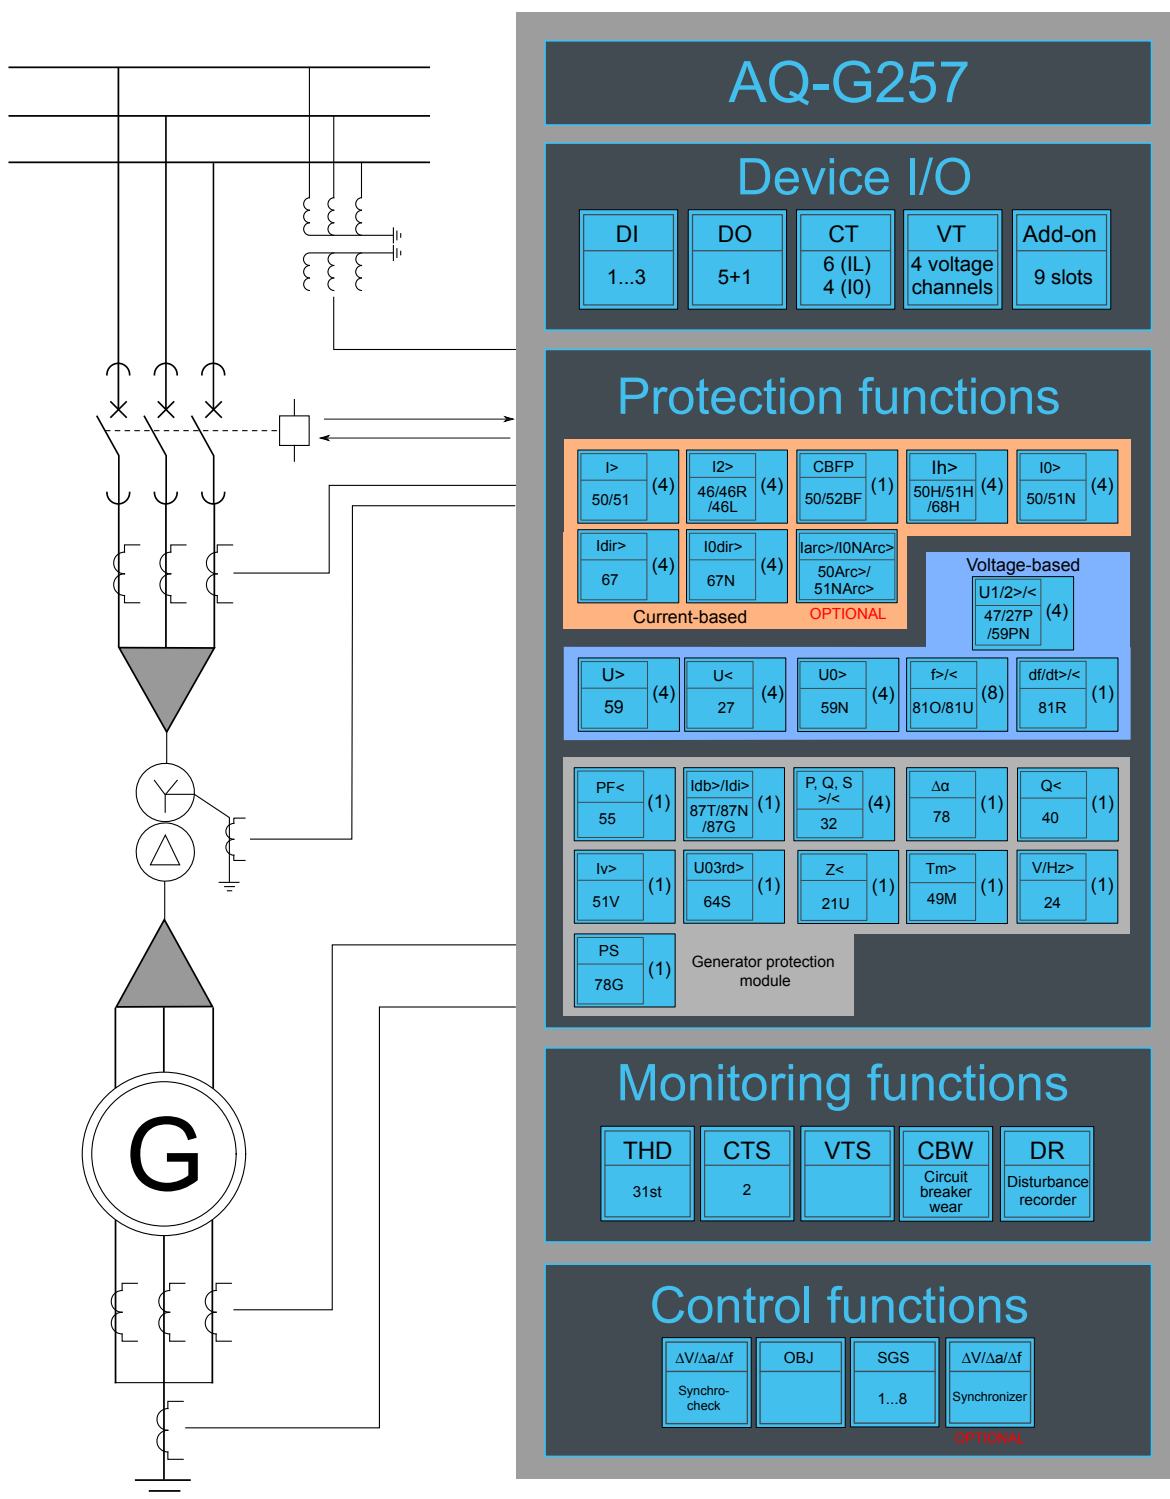 AQ-G257
Device I/O
DI
1...3
DO
5+1
CT
6 (IL)
4 (I0)
VT
4 voltage
channels
Add-on
9 slots
Protection functions
I>
50/51
(4)
I2>
46/46R
/46L
(4)
CBFP
50/52BF
(1)
Ih>
50H/51H
/68H
(4)
I0>
50/51N
(4)
Idir>
67
(4)
I0dir>
67N
(4)
Iarc>/I0NArc>
50Arc>/
51NArc>
Current-based
OPTIONAL
Voltage-based
U1/2>/<
47/27P
/59PN
(4)
U>
59
(4)
U<
27
(4)
U0>
59N
(4)
f>/<
81O/81U
(8)
df/dt>/<
81R
(1)
PF<
55
(1)
Idb>/Idi>
87T/87N
/87G
(1)
P, Q, S
>/<
32
(4)
Δα
78
(1)
Q<
40
(1)
Iv>
51V
(1)
U03rd>
64S
(1)
Z<
21U
(1)
Tm>
49M
(1)
V/Hz>
24
(1)
PS
78G
(1)
Generator protection
module
G
Monitoring functions
THD
31st
CTS
2
VTS
CBW
Circuit
breaker
wear
DR
Disturbance
recorder
Control functions
ΔV/Δa/Δf
Synchro-
check
OBJ
SGS
1...8
ΔV/Δa/Δf
Synchronizer
OPTIONAL